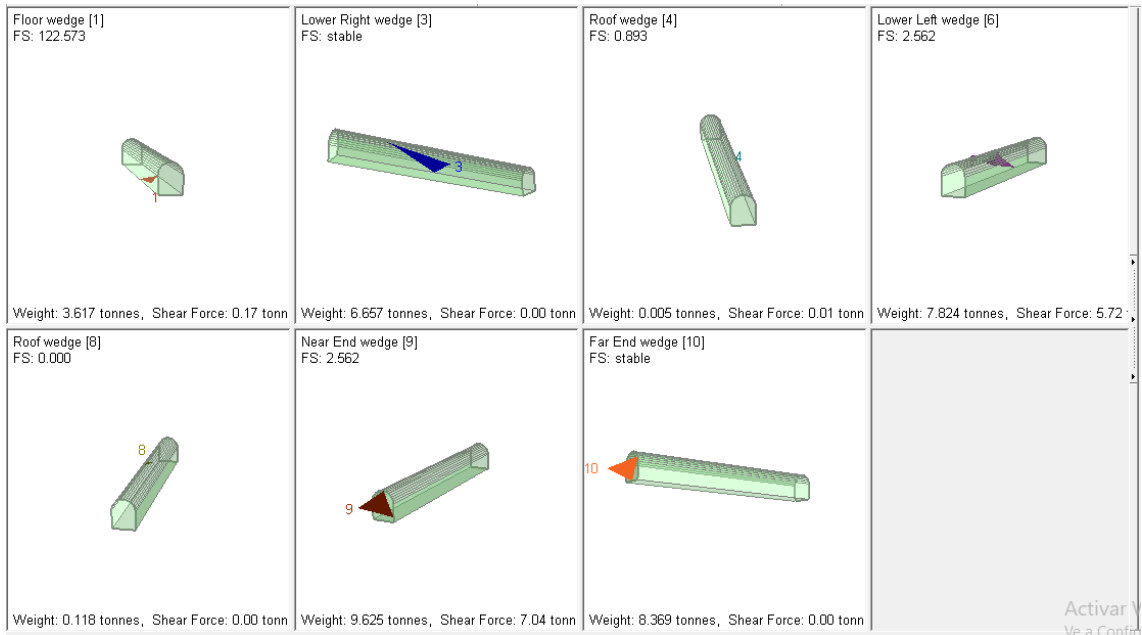 Floor wedge [1]
FS: 122.573
1
Weight: 3.617 tonnes, Shear Force: 0.17 tonn
Lower Right wedge [3]
FS: stable
3
Weight: 6.657 tonnes, Shear Force: 0.00 tonn
Roof wedge [4]
FS: 0.893
4
Weight: 0.005 tonnes, Shear Force: 0.01 tonn
Lower Left wedge [6]
FS: 2.562
Weight: 7.824 tonnes, Shear Force: 5.72
Roof wedge [8]
FS: 0.000
8
Weight: 0.118 tonnes, Shear Force: 0.00 tonn
Near End wedge [9]
FS: 2.562
9
Weight: 9.625 tonnes, Shear Force: 7.04 tonn
Far End wedge [10]
FS: stable
10
Weight: 8.369 tonnes, Shear Force: 0.00 tonn
Activar
Ve a Confi